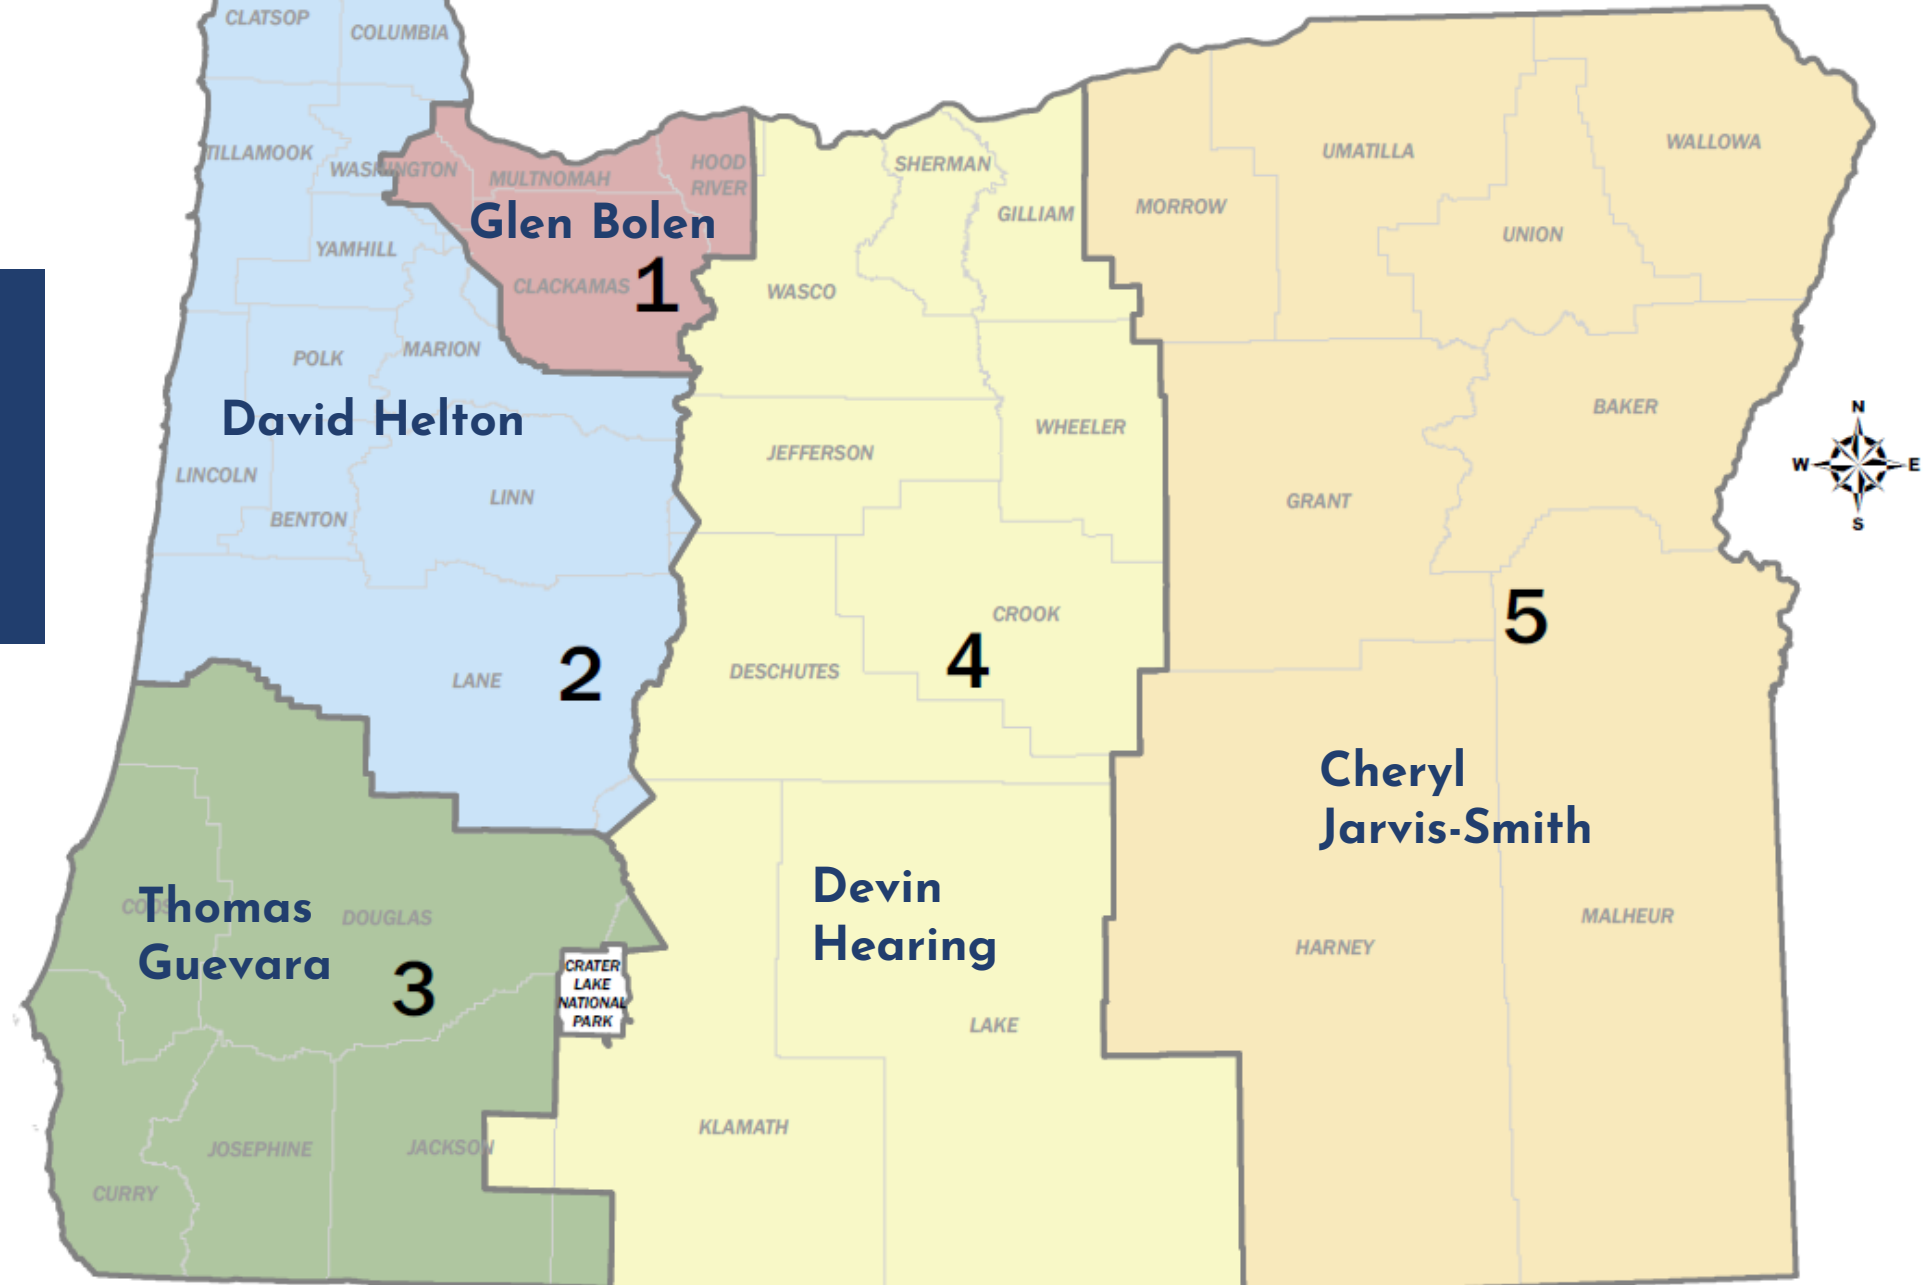 CLATSOP
COLUMBIA
TILLAMOOK
WASHINGTON
MULTNOMAH
HOOD
RIVER
SHERMAN
GILLIAM
MORROW
UMATILLA
WALLOWA
UNION
Glen Bolen
1
YAMHILL
CLACKAMAS
WASCO
POLK
MARION
David Helton
LINCOLN
BENTON
LINN
JEFFERSON
WHEELER
GRANT
BAKER
N
W
E
S
LANE
2
DESCHUTES
CROOK
4
5
Cheryl
Jarvis-Smith
Thomas
Guevara
COOS
DOUGLAS
3
CRATER
LAKE
NATIONAL
PARK
Devin
Hearing
LAKE
HARNEY
MALHEUR
KLAMATH
JOSEPHINE
JACKSON
CURRY